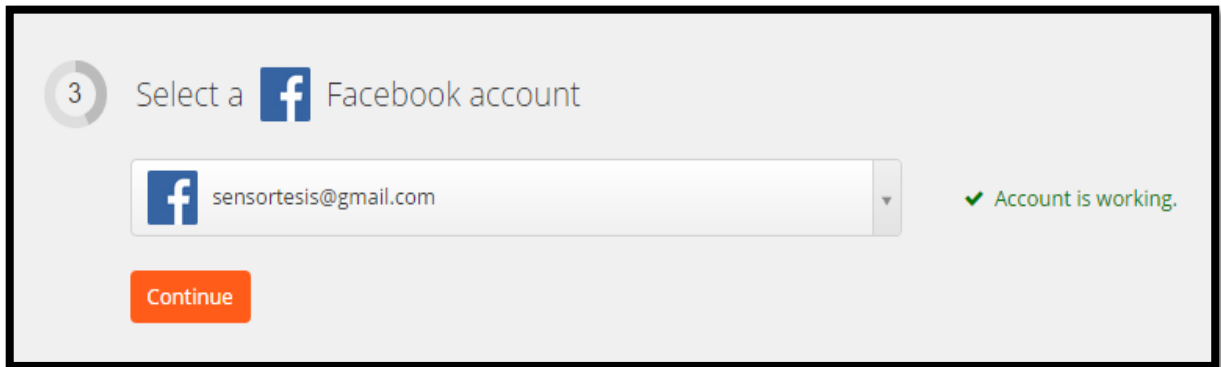 3 Select a Facebook account
sensortesis@gmail.com
Account is working.
Continue